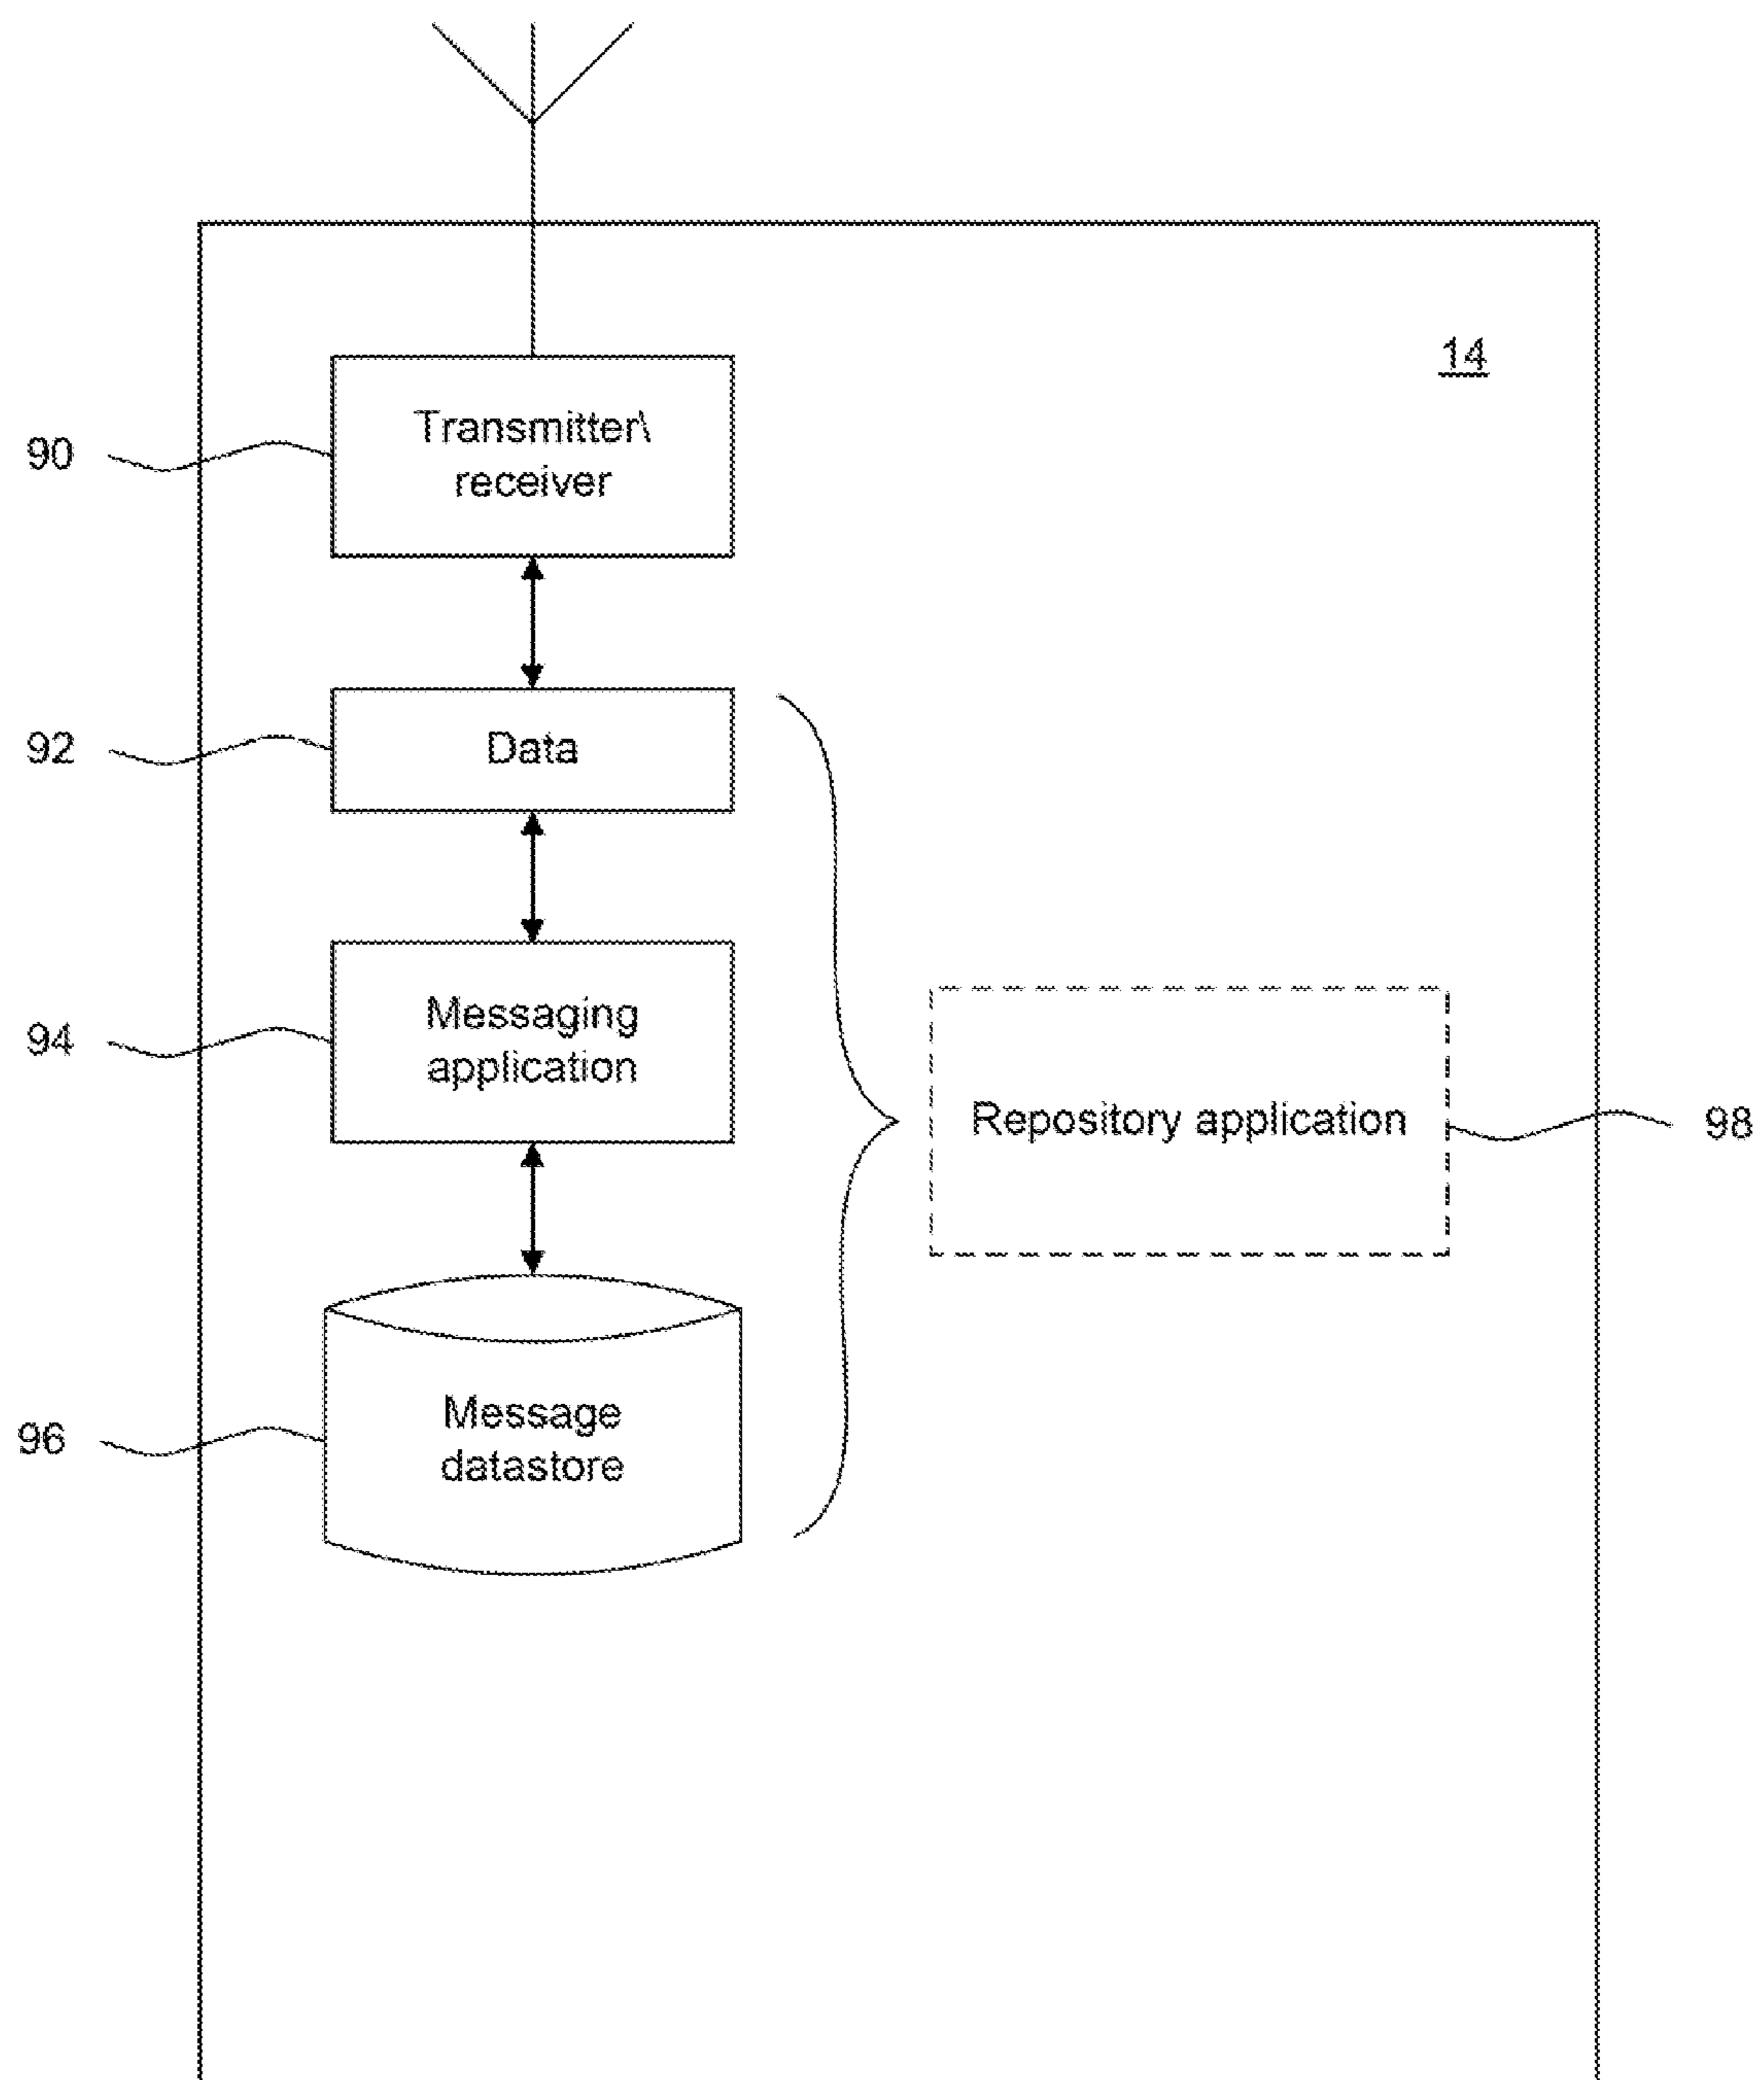 14
90
Transmitter\
receiver
92
Data
94
Messaging
application
Repository application
98
96
Message
datastore